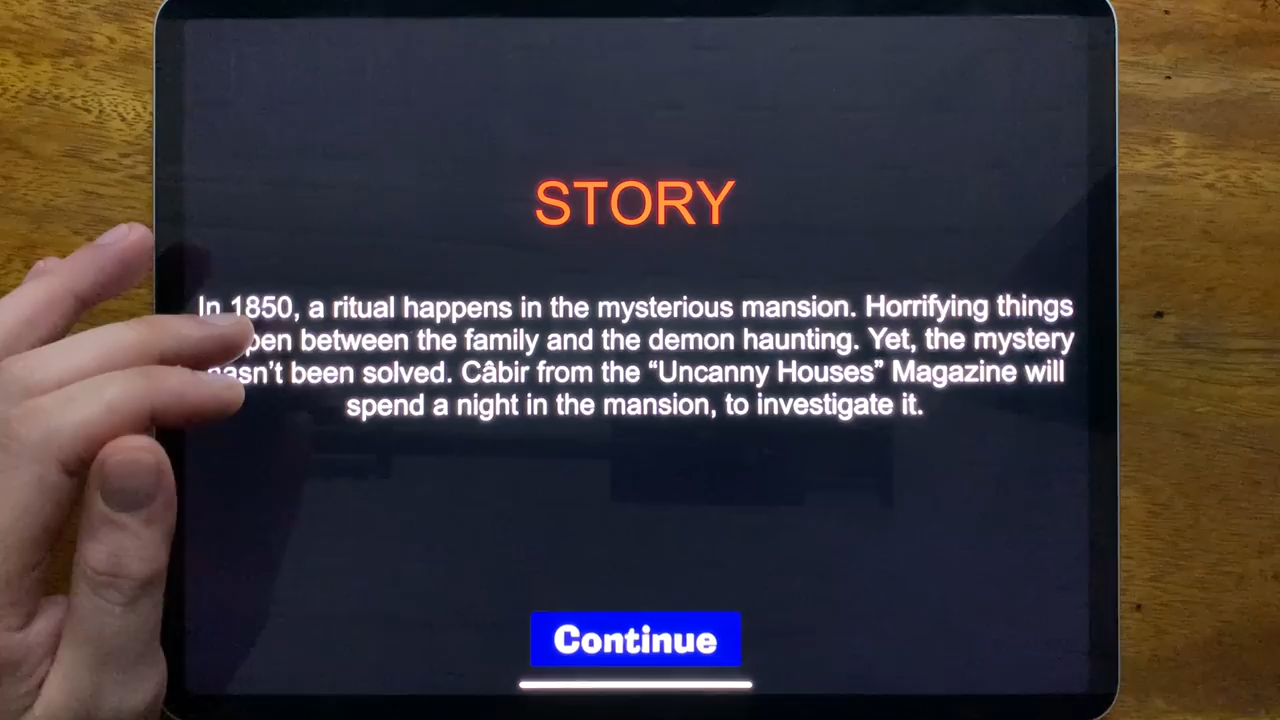 STORY
In 1850, a ritual happens in the mysterious mansion. Horrifying things
between the family and the demon haunting. Yet, the mystery
hasn't been solved. Câbir from the “Uncanny Houses” Magazine will
spend a night in the mansion, to investigate it.
Continue